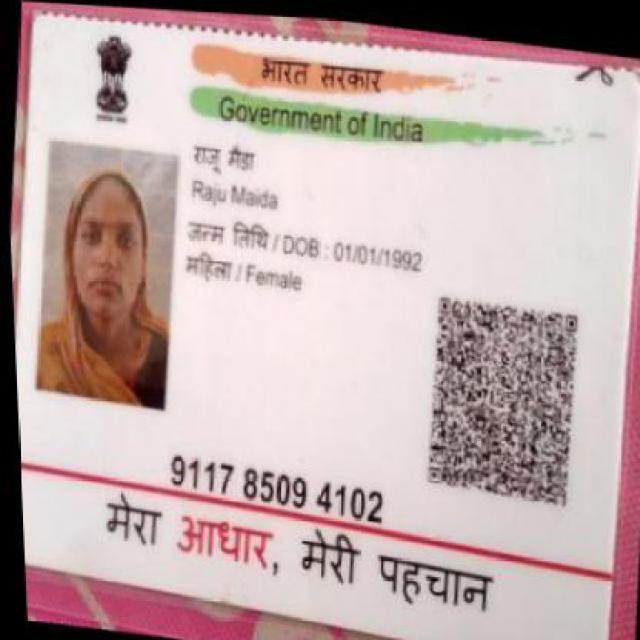 भारत सरकार
Government of India
राजू मैडा
Raju Maida
जन्म तिथि / DOB : 01/01/1992
महिला / Female
9117 8509 4102
मेरा आधार, मेरी पहचान